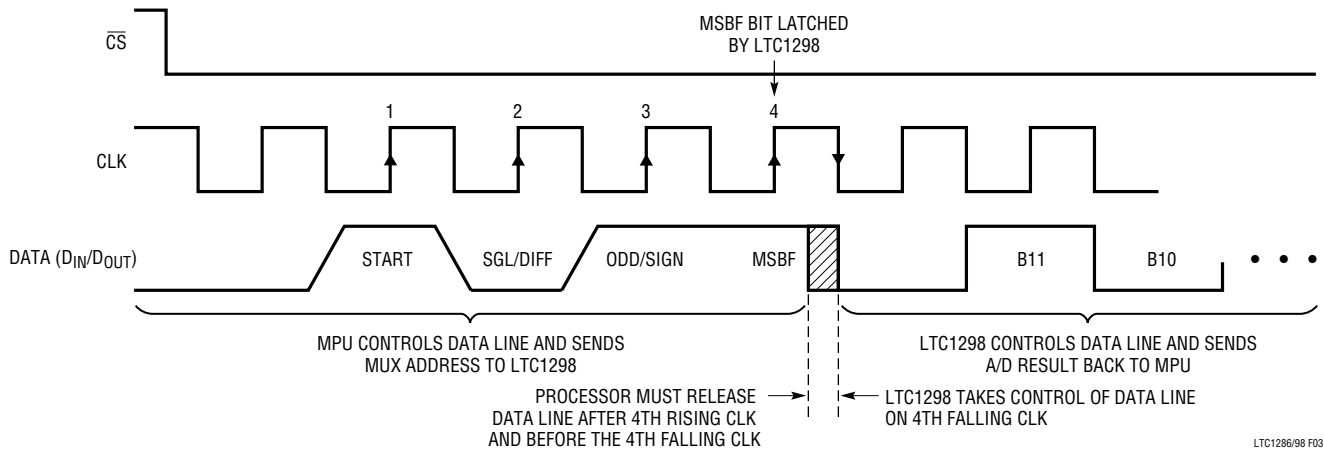 MSBF BIT LATCHED
BY LTC1298
CS
1 2 3 4
CLK
DATA (DIN/DOUT)
START SGL/DIFF ODD/SIGN MSBF B11 B10 • • •
MPU CONTROLS DATA LINE AND SENDS
MUX ADDRESS TO LTC1298
LTC1298 CONTROLS DATA LINE AND SENDS
A/D RESULT BACK TO MPU
PROCESSOR MUST RELEASE
DATA LINE AFTER 4TH RISING CLK
AND BEFORE THE 4TH FALLING CLK
LTC1298 TAKES CONTROL OF DATA LINE
ON 4TH FALLING CLK
LTC1286/98 F03